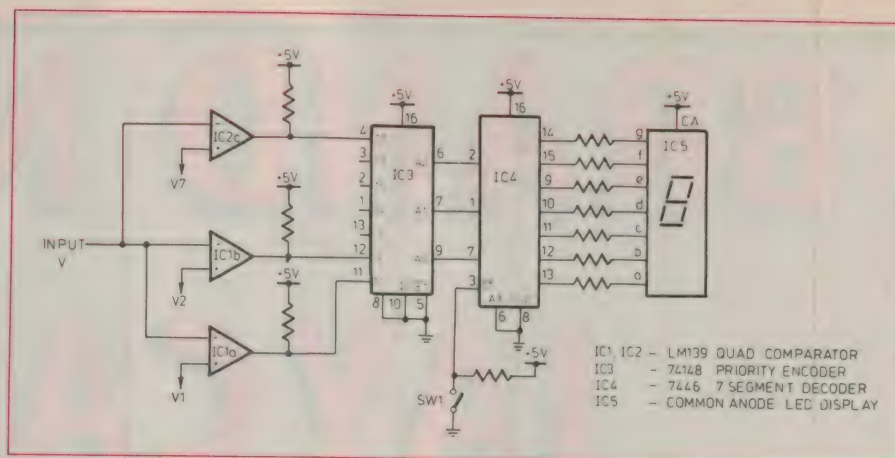 +5V
+5V
+5V
+5V
CA
16
16
IC2c
4
14
g
IC5
3
6
2
15
f
V7
2
IC3
IC4
9
e
+5V
1
7
1
10
d
13
11
c
INPUT
V
IC1b
12
9
7
12
b
11
3
13
a
V2
+5V
8
10
5
6
8
IC1a
+5V
V1
SW1
IC1, IC2 – LM139 QUAD COMPARATOR
IC3 – 74148 PRIORITY ENCODER
IC4 – 7446 7 SEGMENT DECODER
IC5 – COMMON ANODE LED DISPLAY